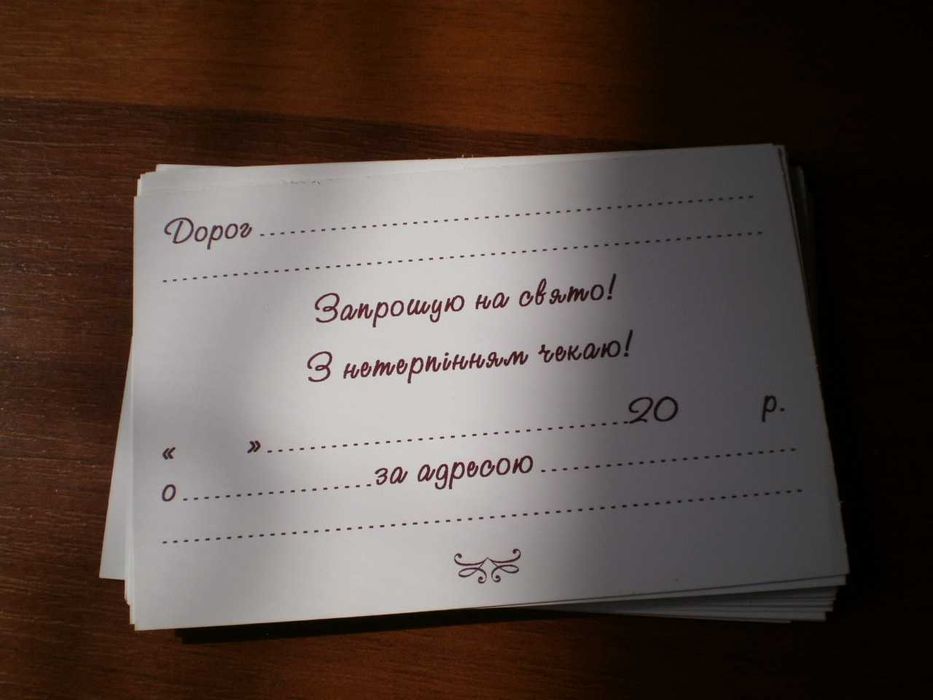 Дорог
Запрошую на свято!
З нетерпінням чекаю!
« » 20 р.
о за адресою